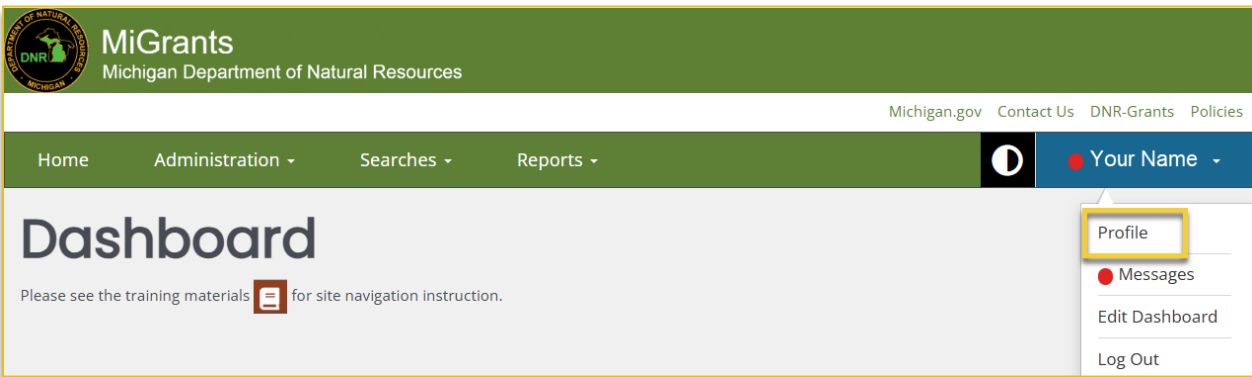 DEPARTMENT OF NATURAL RESOURCES
DNR
MICHIGAN
MiGrants
Michigan Department of Natural Resources
Michigan.gov Contact Us DNR-Grants Policies
Home Administration Searches Reports Your Name
Dashboard
Please see the training materials for site navigation instruction.
Profile
Messages
Edit Dashboard
Log Out